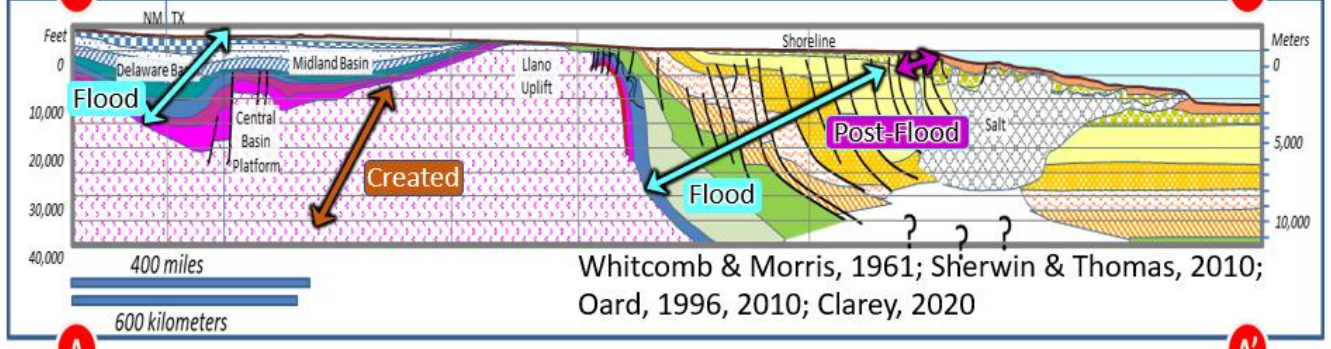 NM TX
Feet
0
10,000
20,000
30,000
40,000
Meters
0
5,000
10,000
Delaware
Midland Basin
Central
Basin
Platform
Llano
Uplift
Shoreline
Salt
Flood
Created
Flood
Post-Flood
? ? ?
400 miles
600 kilometers
Whitcomb & Morris, 1961; Sherwin & Thomas, 2010;
Oard, 1996, 2010; Clarey, 2020
A
A'